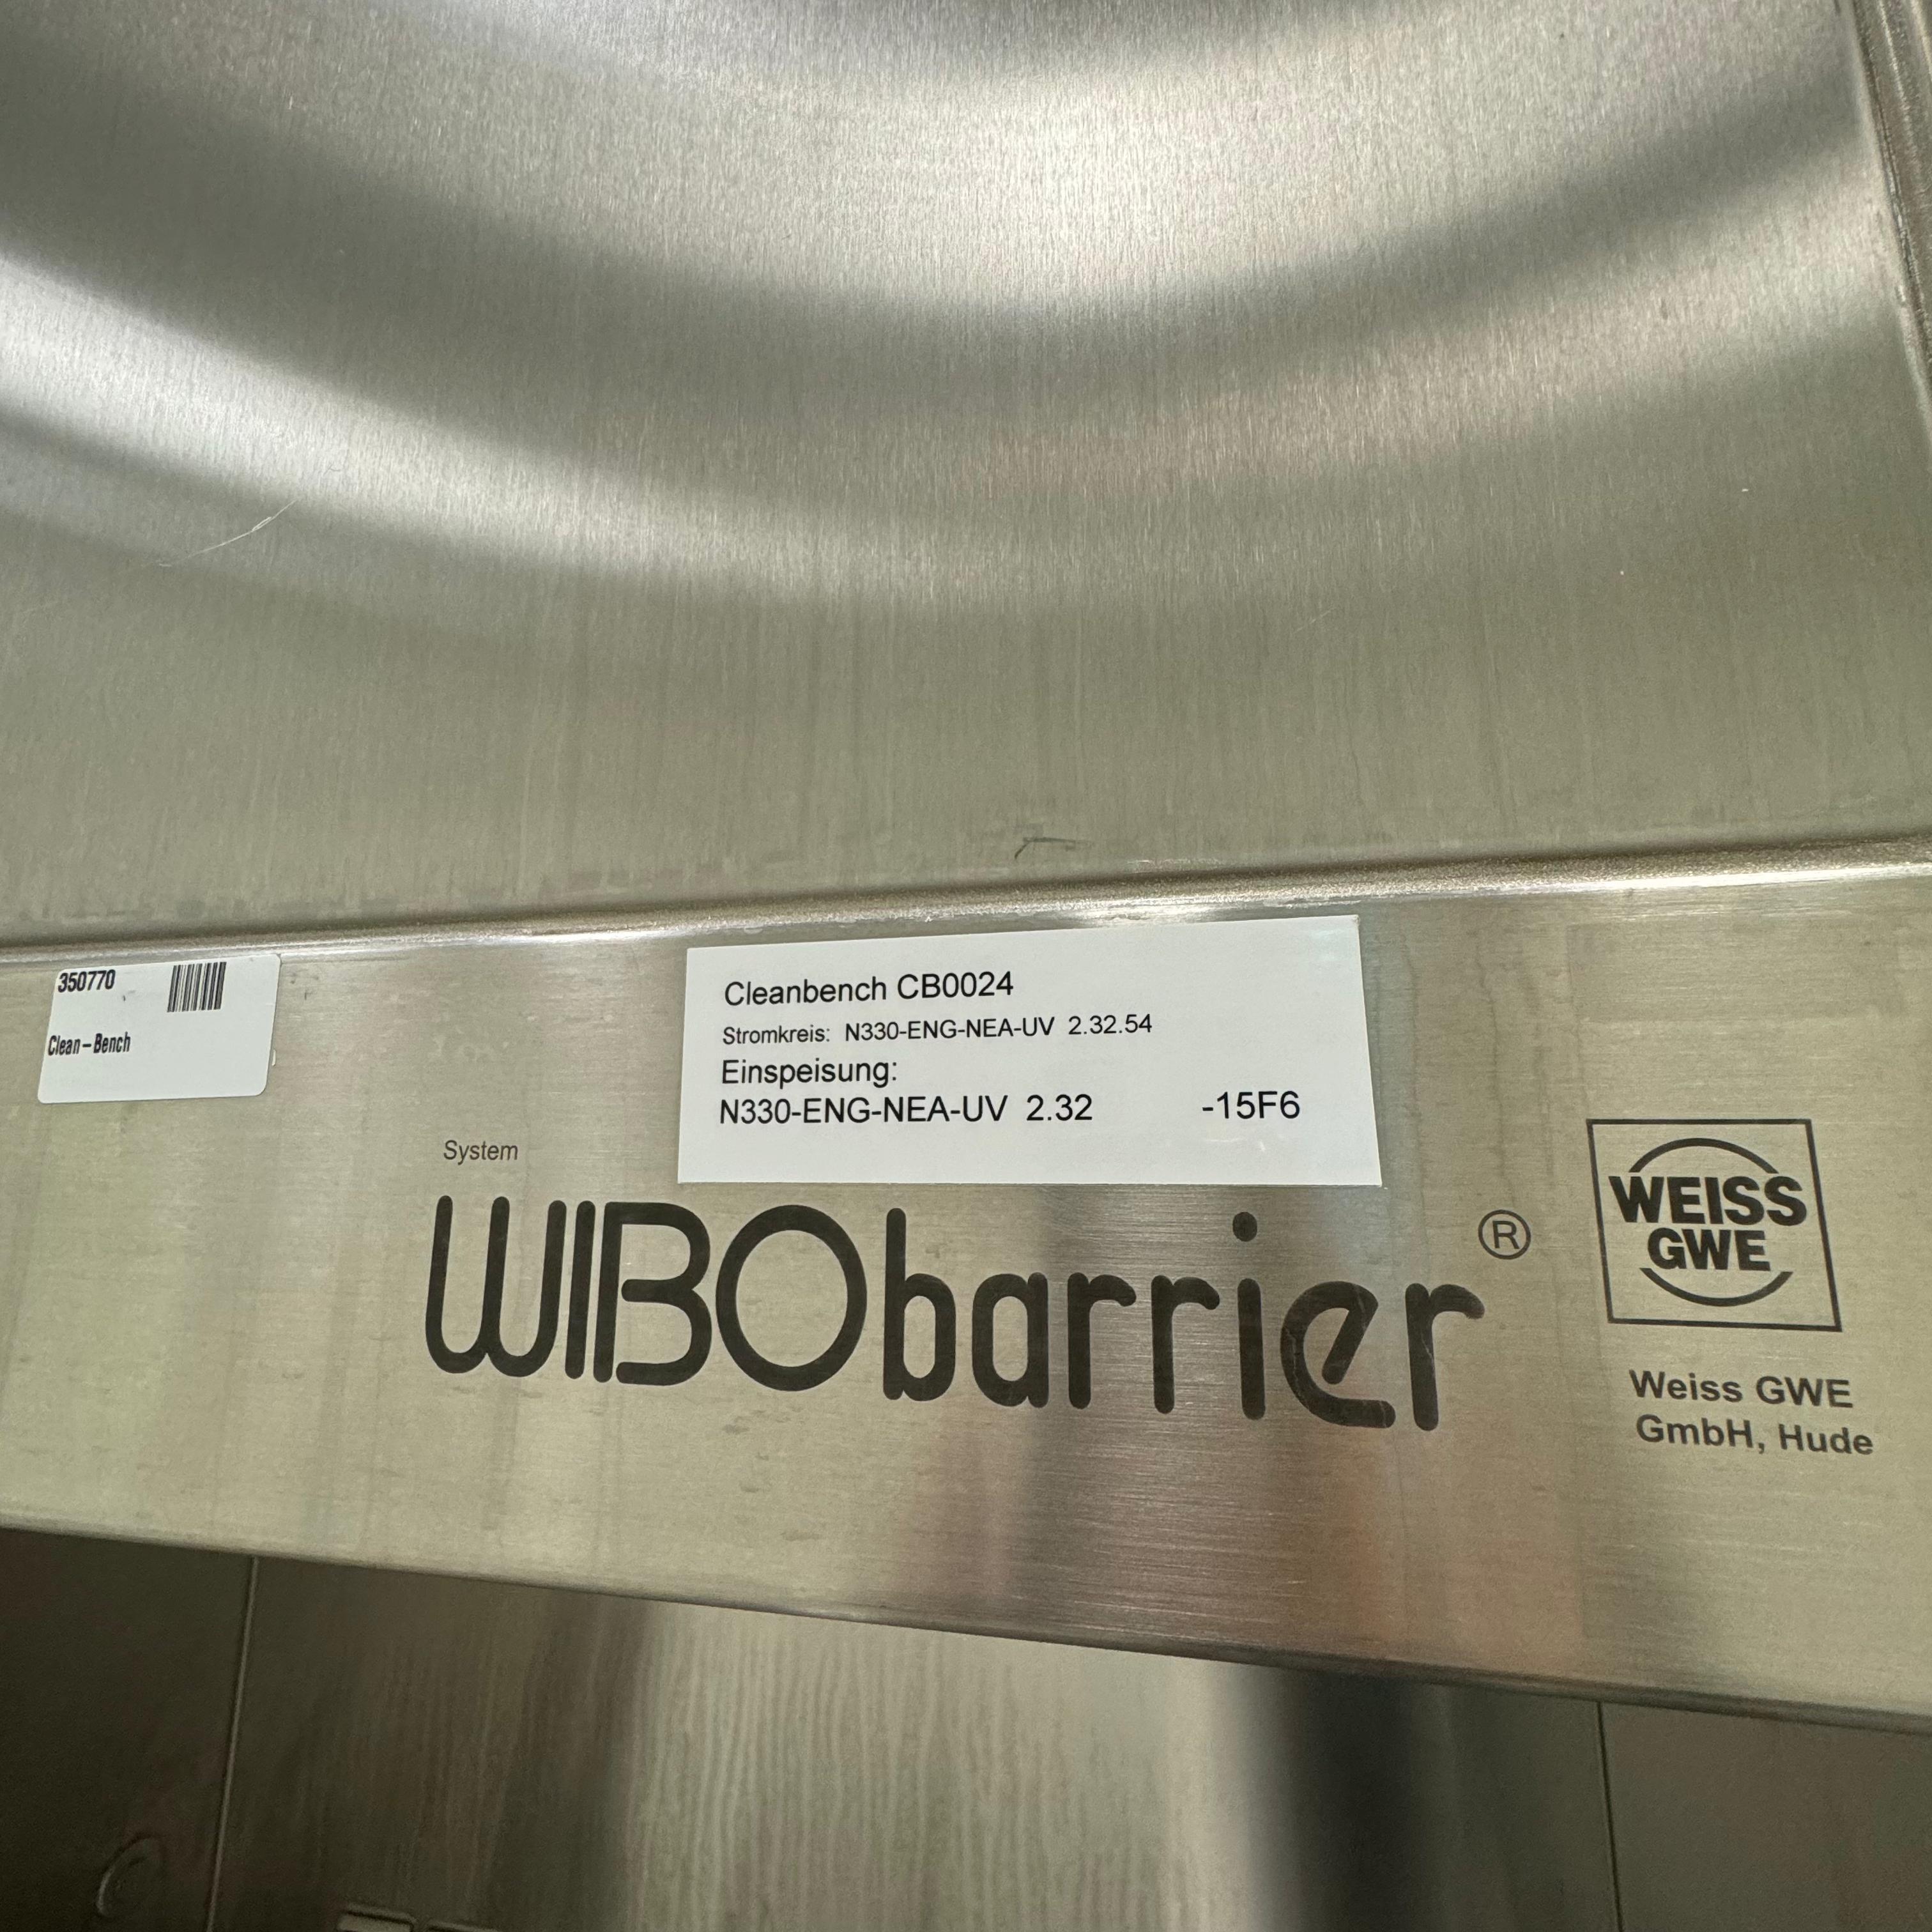 350770
Clean-Bench
Cleanbench CB0024
Stromkreis: N330-ENG-NEA-UV 2.32.54
Einspeisung:
N330-ENG-NEA-UV 2.32 -15F6
System
WIBObarrier®
WEISS
GWE
Weiss GWE
GmbH, Hude